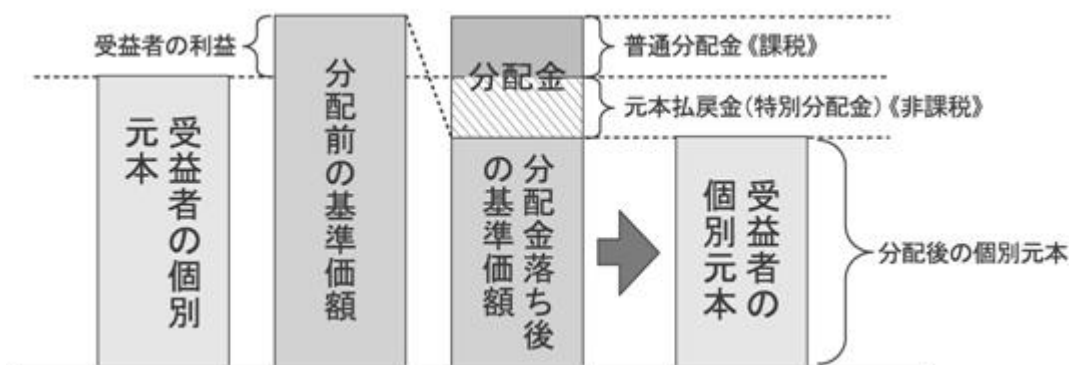 受益者の利益
受益者の個別
元本
分配前の基準価額
分配金
分配金落ち後
の基準価額
普通分配金《課税》
元本払戻金(特別分配金)《非課税》
受益者の
個別元本
分配後の個別元本